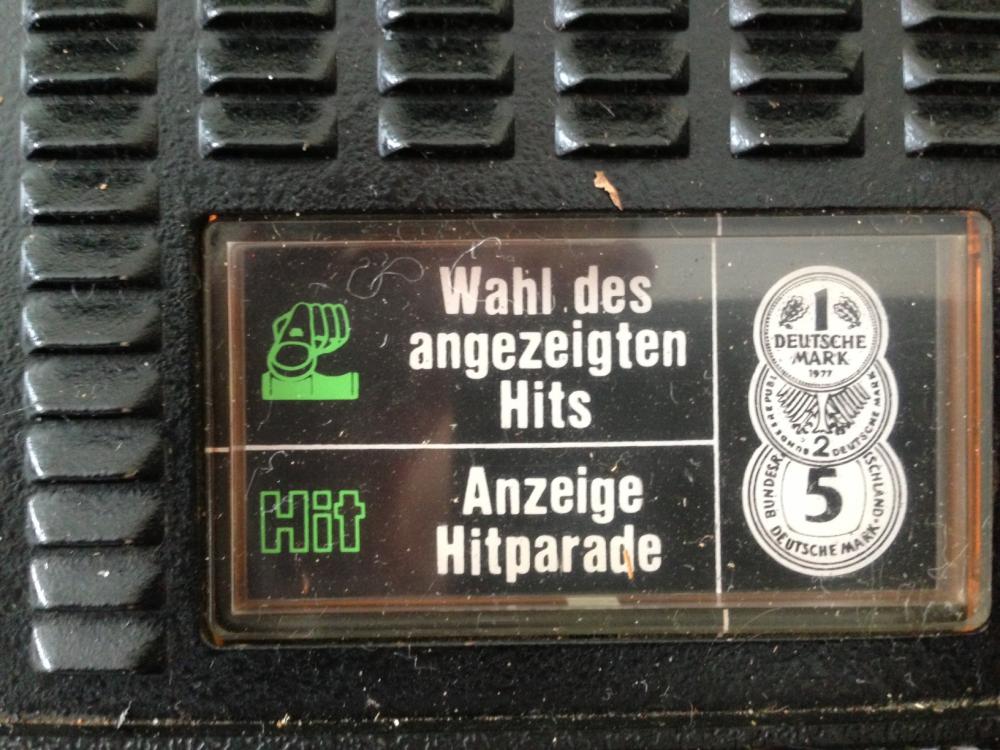 Wahl des
angezeigten
Hits
Hit
Anzeige
Hitparade
1
DEUTSCHE
MARK
1977
2
DEUTSCHE MARK
5
DEUTSCHE MARK